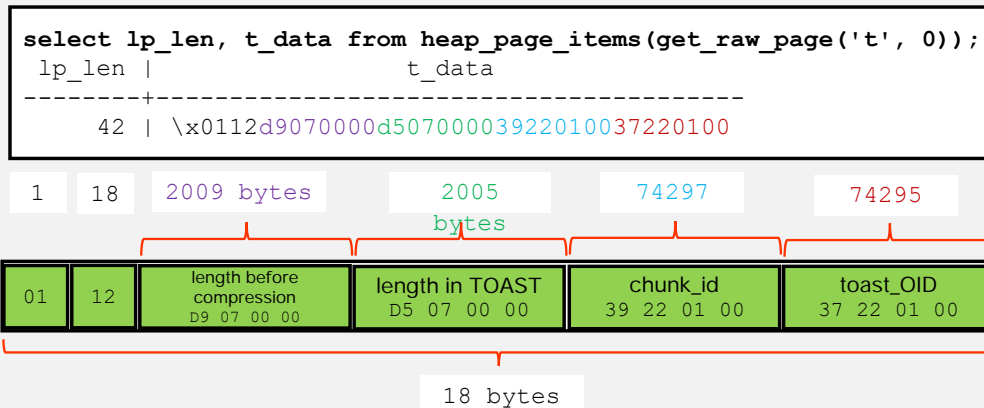 select lp_len, t_data from heap_page_items(get_raw_page('t', 0));
lp_len | t_data
--------+------------------------------------------
42 | \x0112d9070000d50700003922010037220100
1 18 2009 bytes 2005 bytes 74297 74295
01 12 length before compression D9 07 00 00 length in TOAST D5 07 00 00 chunk_id 39 22 01 00 toast_OID 37 22 01 00
18 bytes